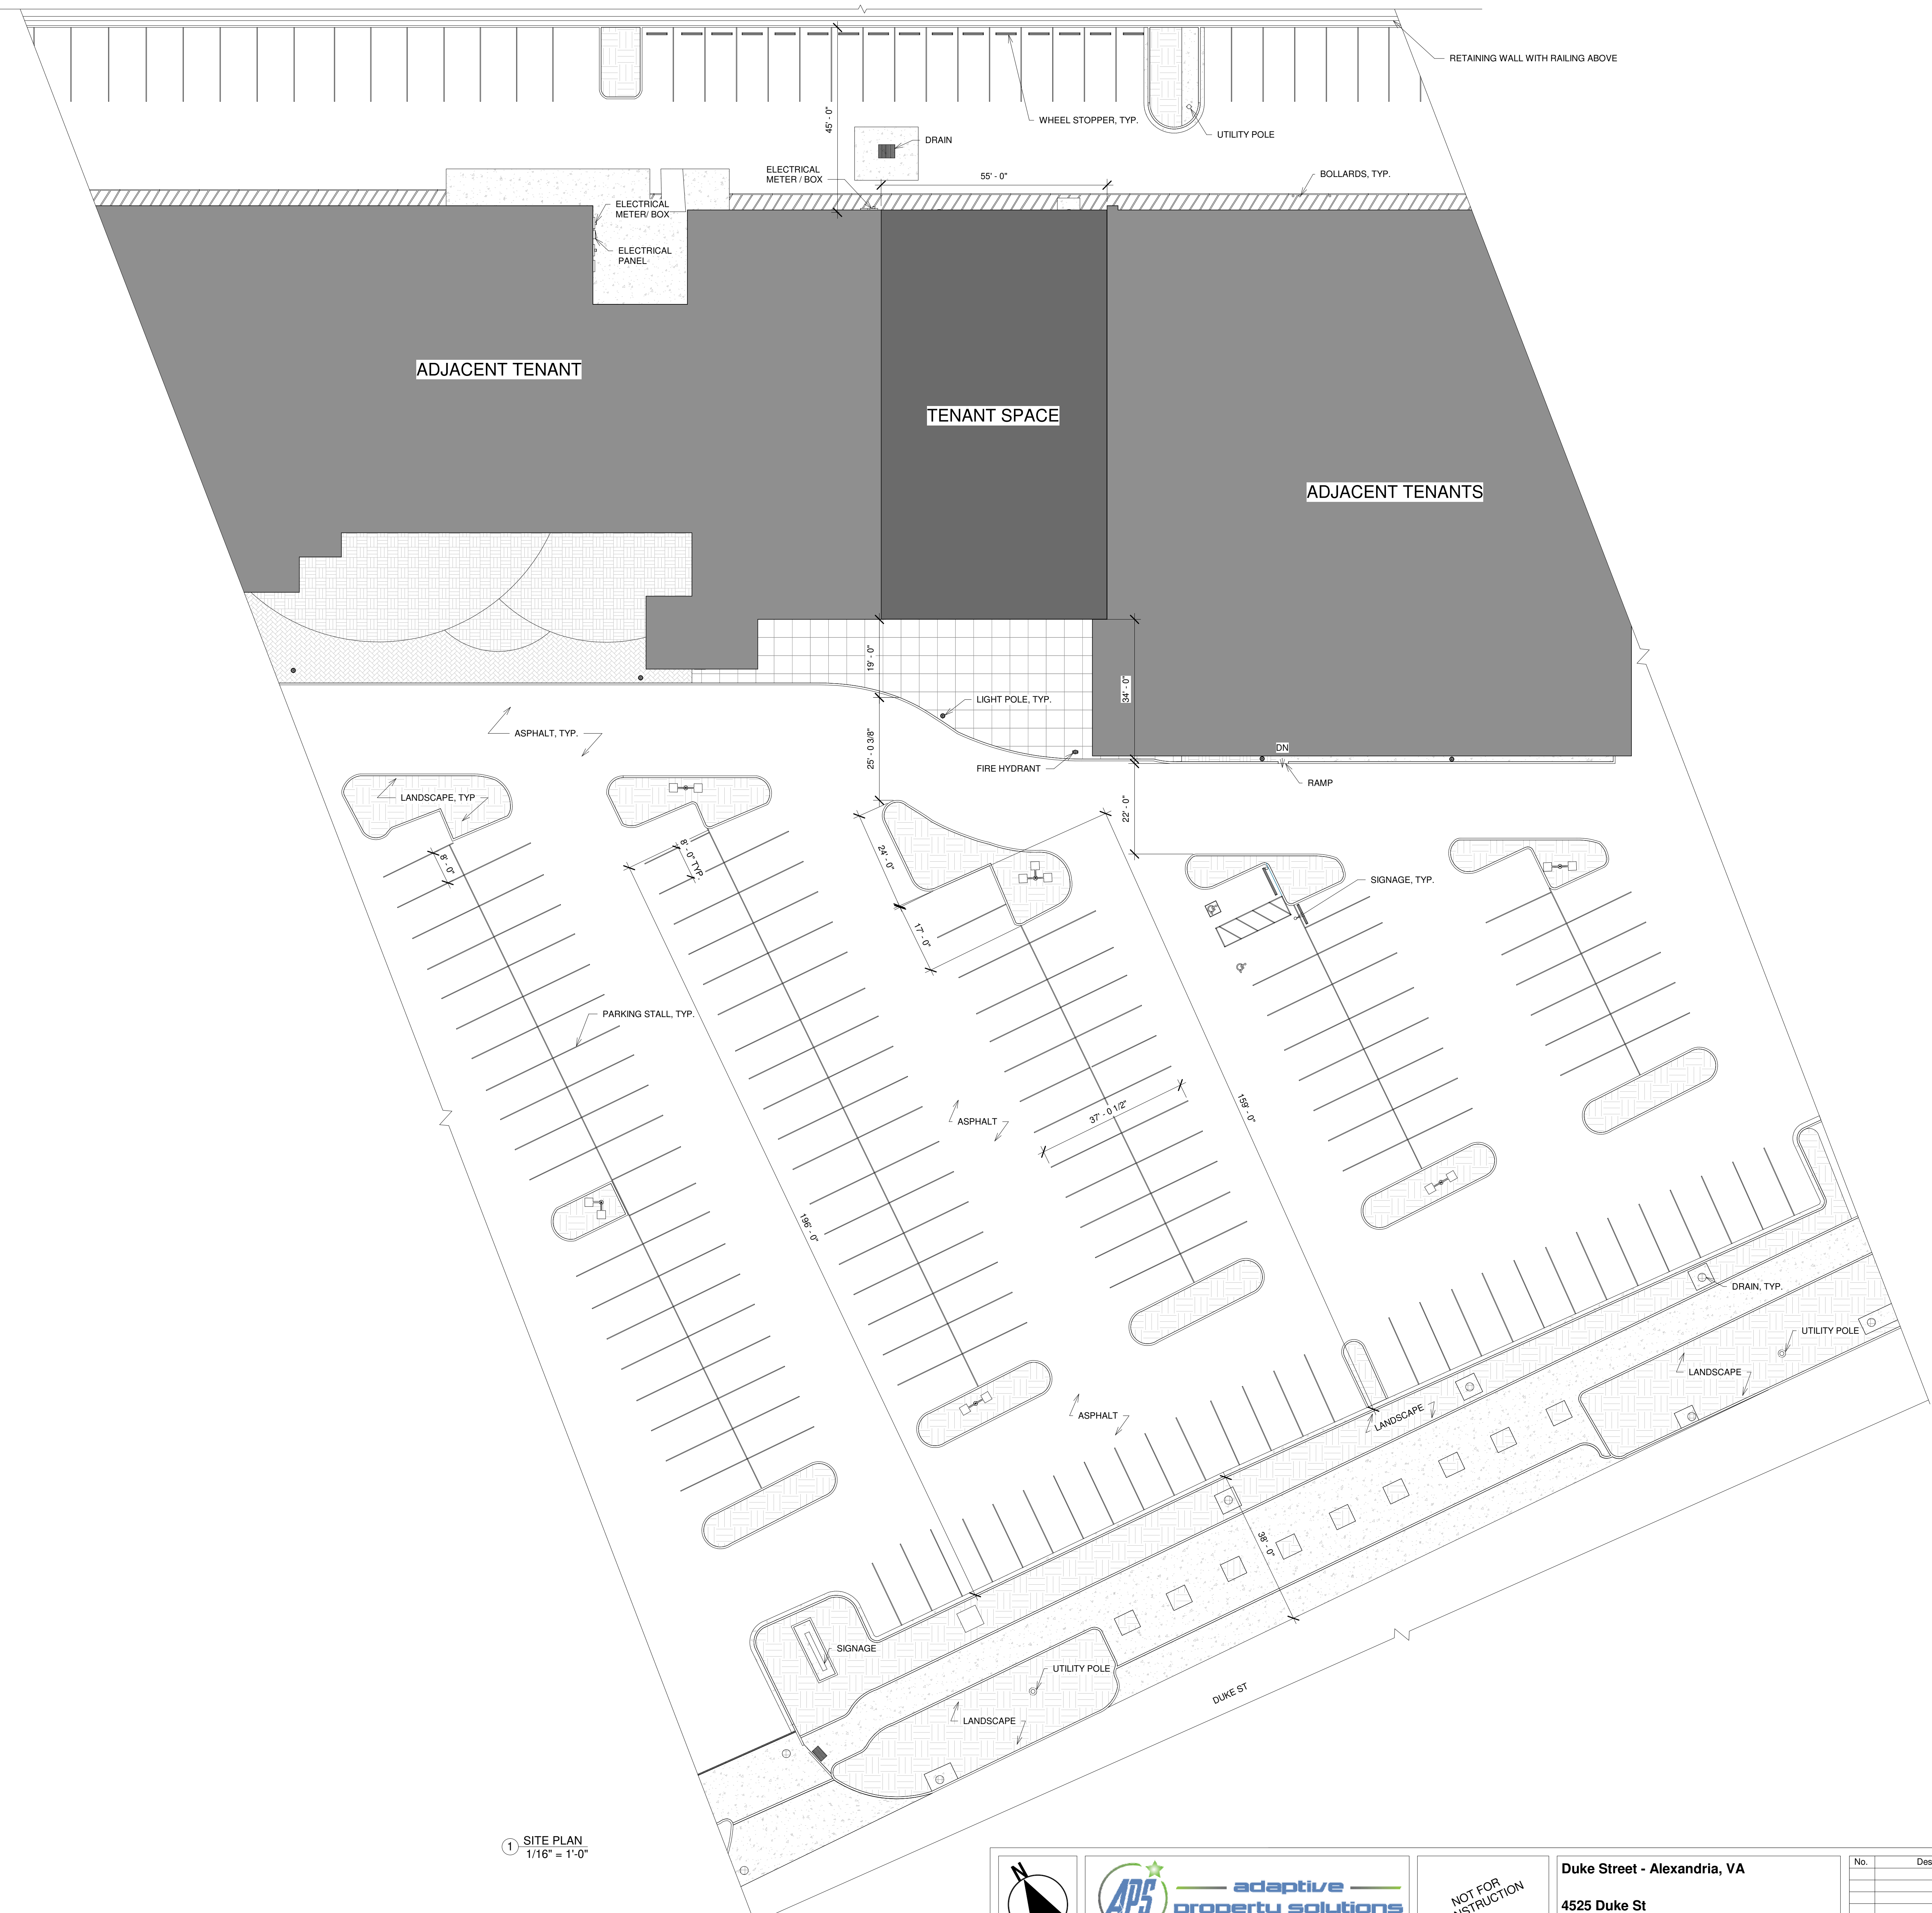 RETAINING WALL WITH RAILING ABOVE
45' - 0"
WHEEL STOPPER, TYP.
UTILITY POLE
DRAIN
ELECTRICAL
METER / BOX
55' - 0"
BOLLARDS, TYP.
ELECTRICAL
METER/ BOX
ELECTRICAL
PANEL
ADJACENT TENANT
TENANT SPACE
ADJACENT TENANTS
19' - 0"
34' - 0"
LIGHT POLE, TYP.
ASPHALT, TYP.
25' - 0 3/8"
DN
FIRE HYDRANT
RAMP
LANDSCAPE, TYP
22' - 0"
8' - 0"
8' - 0" TYP.
24' - 0"
SIGNAGE, TYP.
17' - 0"
PARKING STALL, TYP.
37' - 0 1/2"
159' - 0"
ASPHALT
196' - 0"
DRAIN, TYP.
UTILITY POLE
LANDSCAPE
ASPHALT
LANDSCAPE
38' - 0"
SIGNAGE
UTILITY POLE
DUKE ST
LANDSCAPE
1
SITE PLAN
1/16" = 1'-0"
N
APS
adaptive
property solutions
NOT FOR
Duke Street - Alexandria, VA
4525 Duke St
No.
Des